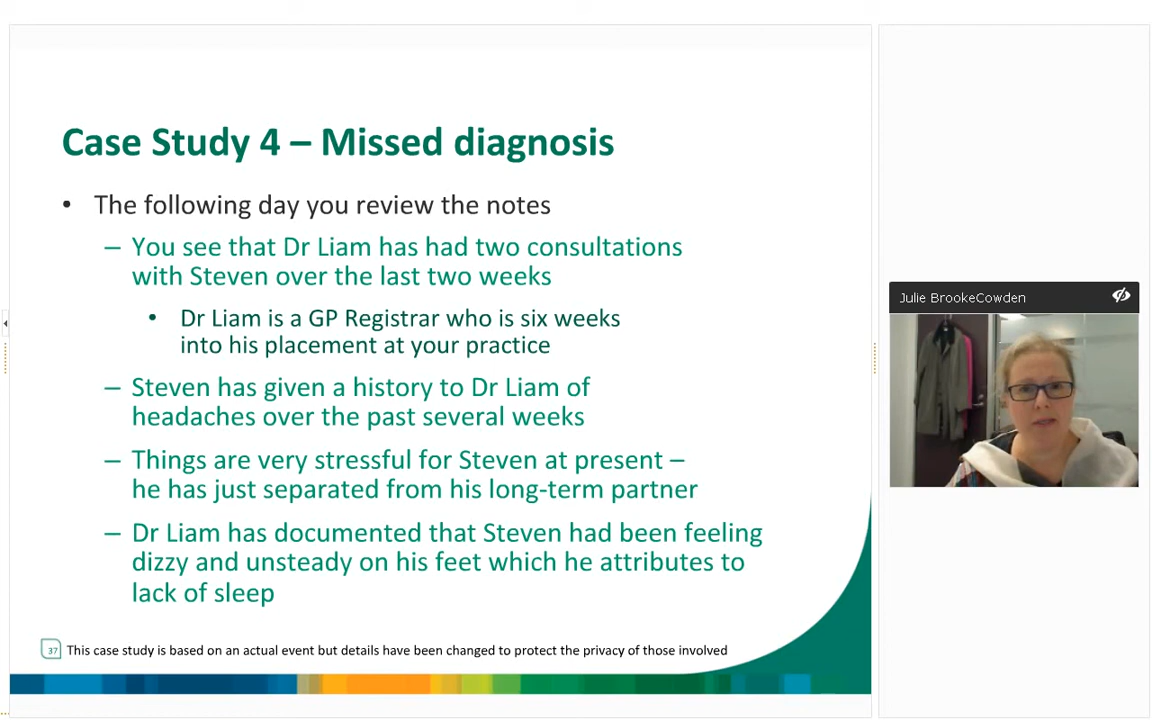 Case Study 4 – Missed diagnosis
• The following day you review the notes
– You see that Dr Liam has had two consultations
with Steven over the last two weeks
• Dr Liam is a GP Registrar who is six weeks
into his placement at your practice
– Steven has given a history to Dr Liam of
headaches over the past several weeks
– Things are very stressful for Steven at present –
he has just separated from his long-term partner
– Dr Liam has documented that Steven had been feeling
dizzy and unsteady on his feet which he attributes to
lack of sleep
37 This case study is based on an actual event but details have been changed to protect the privacy of those involved
Julie BrookeCowden